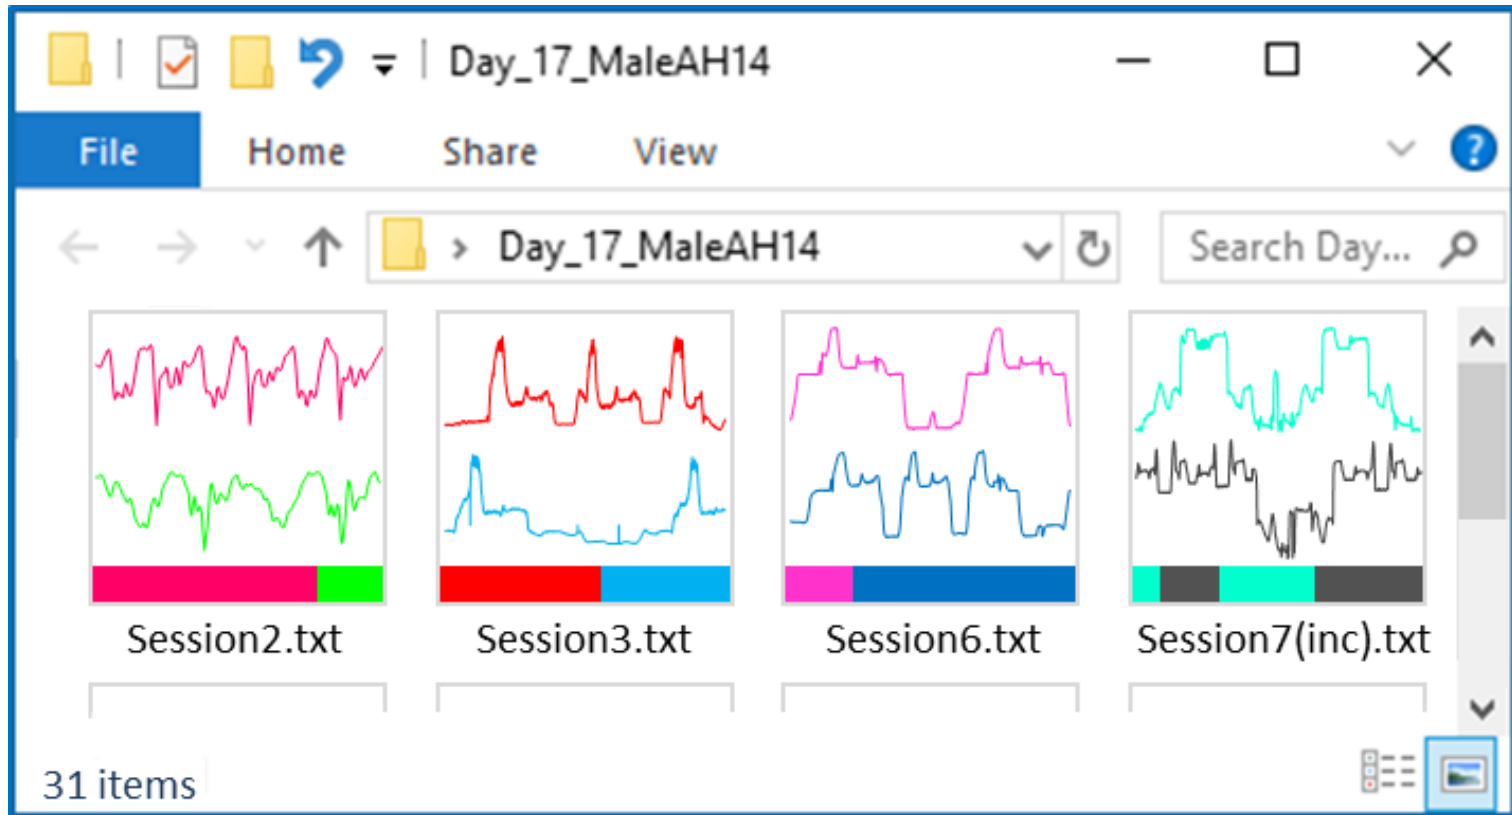 Day_17_MaleAH14
File Home Share View
?
Day_17_MaleAH14
Search Day...
Session2.txt
Session3.txt
Session6.txt
Session7(inc).txt
31 items